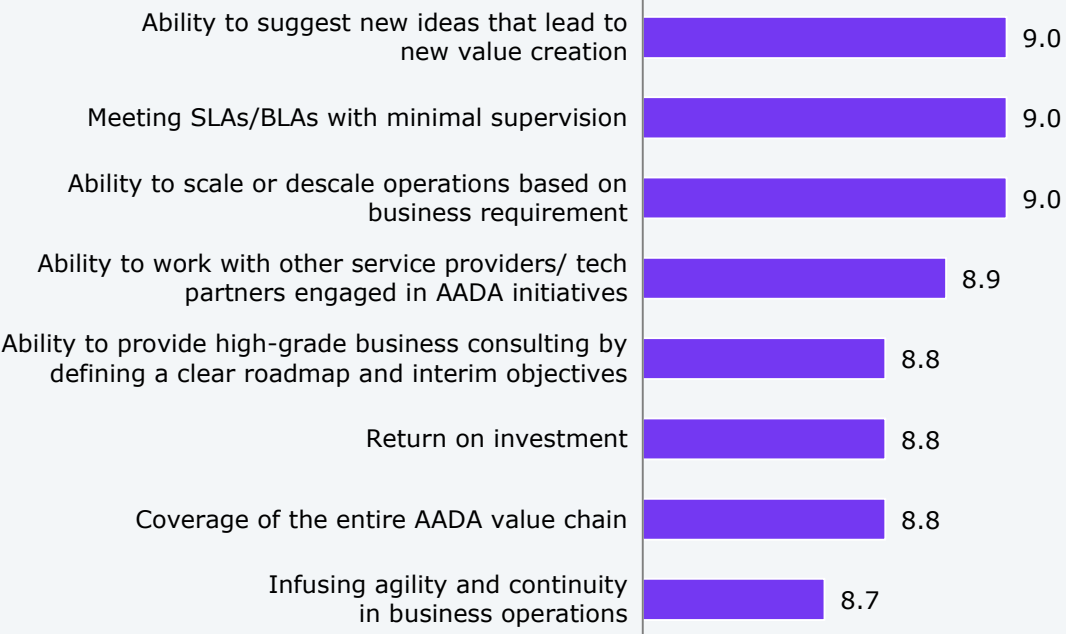 Ability to suggest new ideas that lead to
new value creation
9.0
Meeting SLAs/BLAs with minimal supervision
9.0
Ability to scale or descale operations based on
business requirement
9.0
Ability to work with other service providers/ tech
partners engaged in AADA initiatives
8.9
Ability to provide high-grade business consulting by
defining a clear roadmap and interim objectives
8.8
Return on investment
8.8
Coverage of the entire AADA value chain
8.8
Infusing agility and continuity
in business operations
8.7